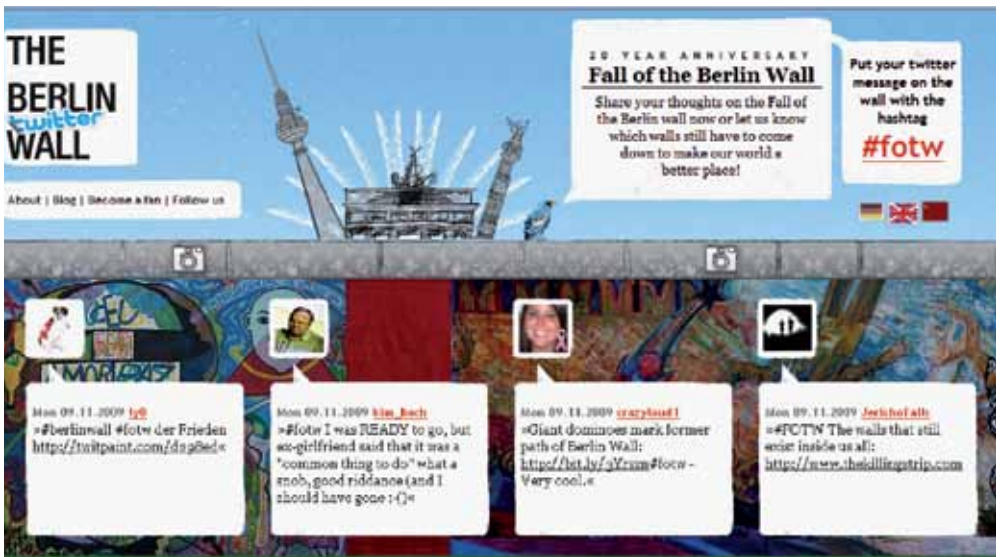 THE
BERLIN
twitter
WALL
About | Blog | Become a fan | Follow us
20 YEAR ANNIVERSARY
Fall of the Berlin Wall
Share your thoughts on the Fall of
the Berlin wall now or let us know
which walls still have to come
down to make our world a
better place!
Put your twitter
message on the
wall with the
hashtag
#fotw
Mon 09.11.2009
»#berlinwall #fotw der Frieden
Mon 09.11.2009 kim_bach
»#fotw I was READY to go, but
ex-girlfriend said that it was a
"common thing to do" what a
snob, good riddance (and I
should have gone :-()«
Mon 09.11.2009 crazyloud1
»Giant dominoes mark former
path of Berlin Wall:
#fotw -
Very cool.«
Mon 09.11.2009
»#FOTW The walls that still
exist inside us all:
http://www.thekillingstrip.com